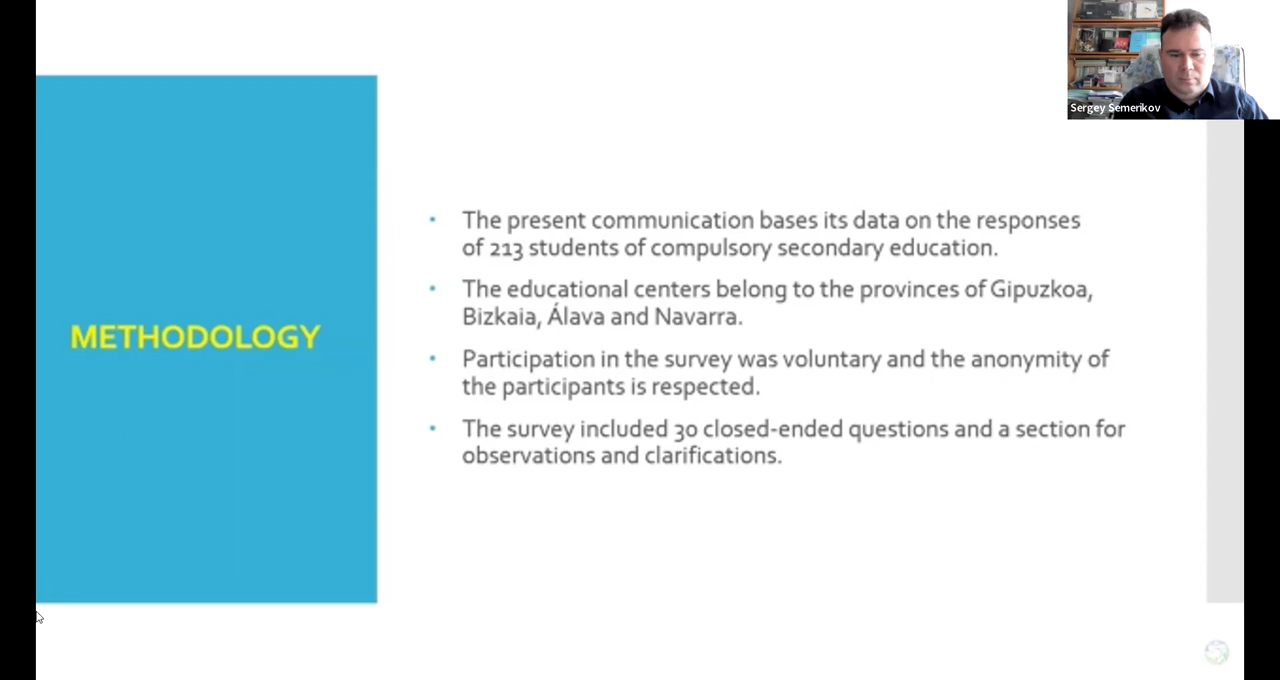 Sergey Semerikov
METHODOLOGY
• The present communication bases its data on the responses
of 213 students of compulsory secondary education.
• The educational centers belong to the provinces of Gipuzkoa,
Bizkaia, Álava and Navarra.
• Participation in the survey was voluntary and the anonymity of
the participants is respected.
• The survey included 30 closed-ended questions and a section for
observations and clarifications.